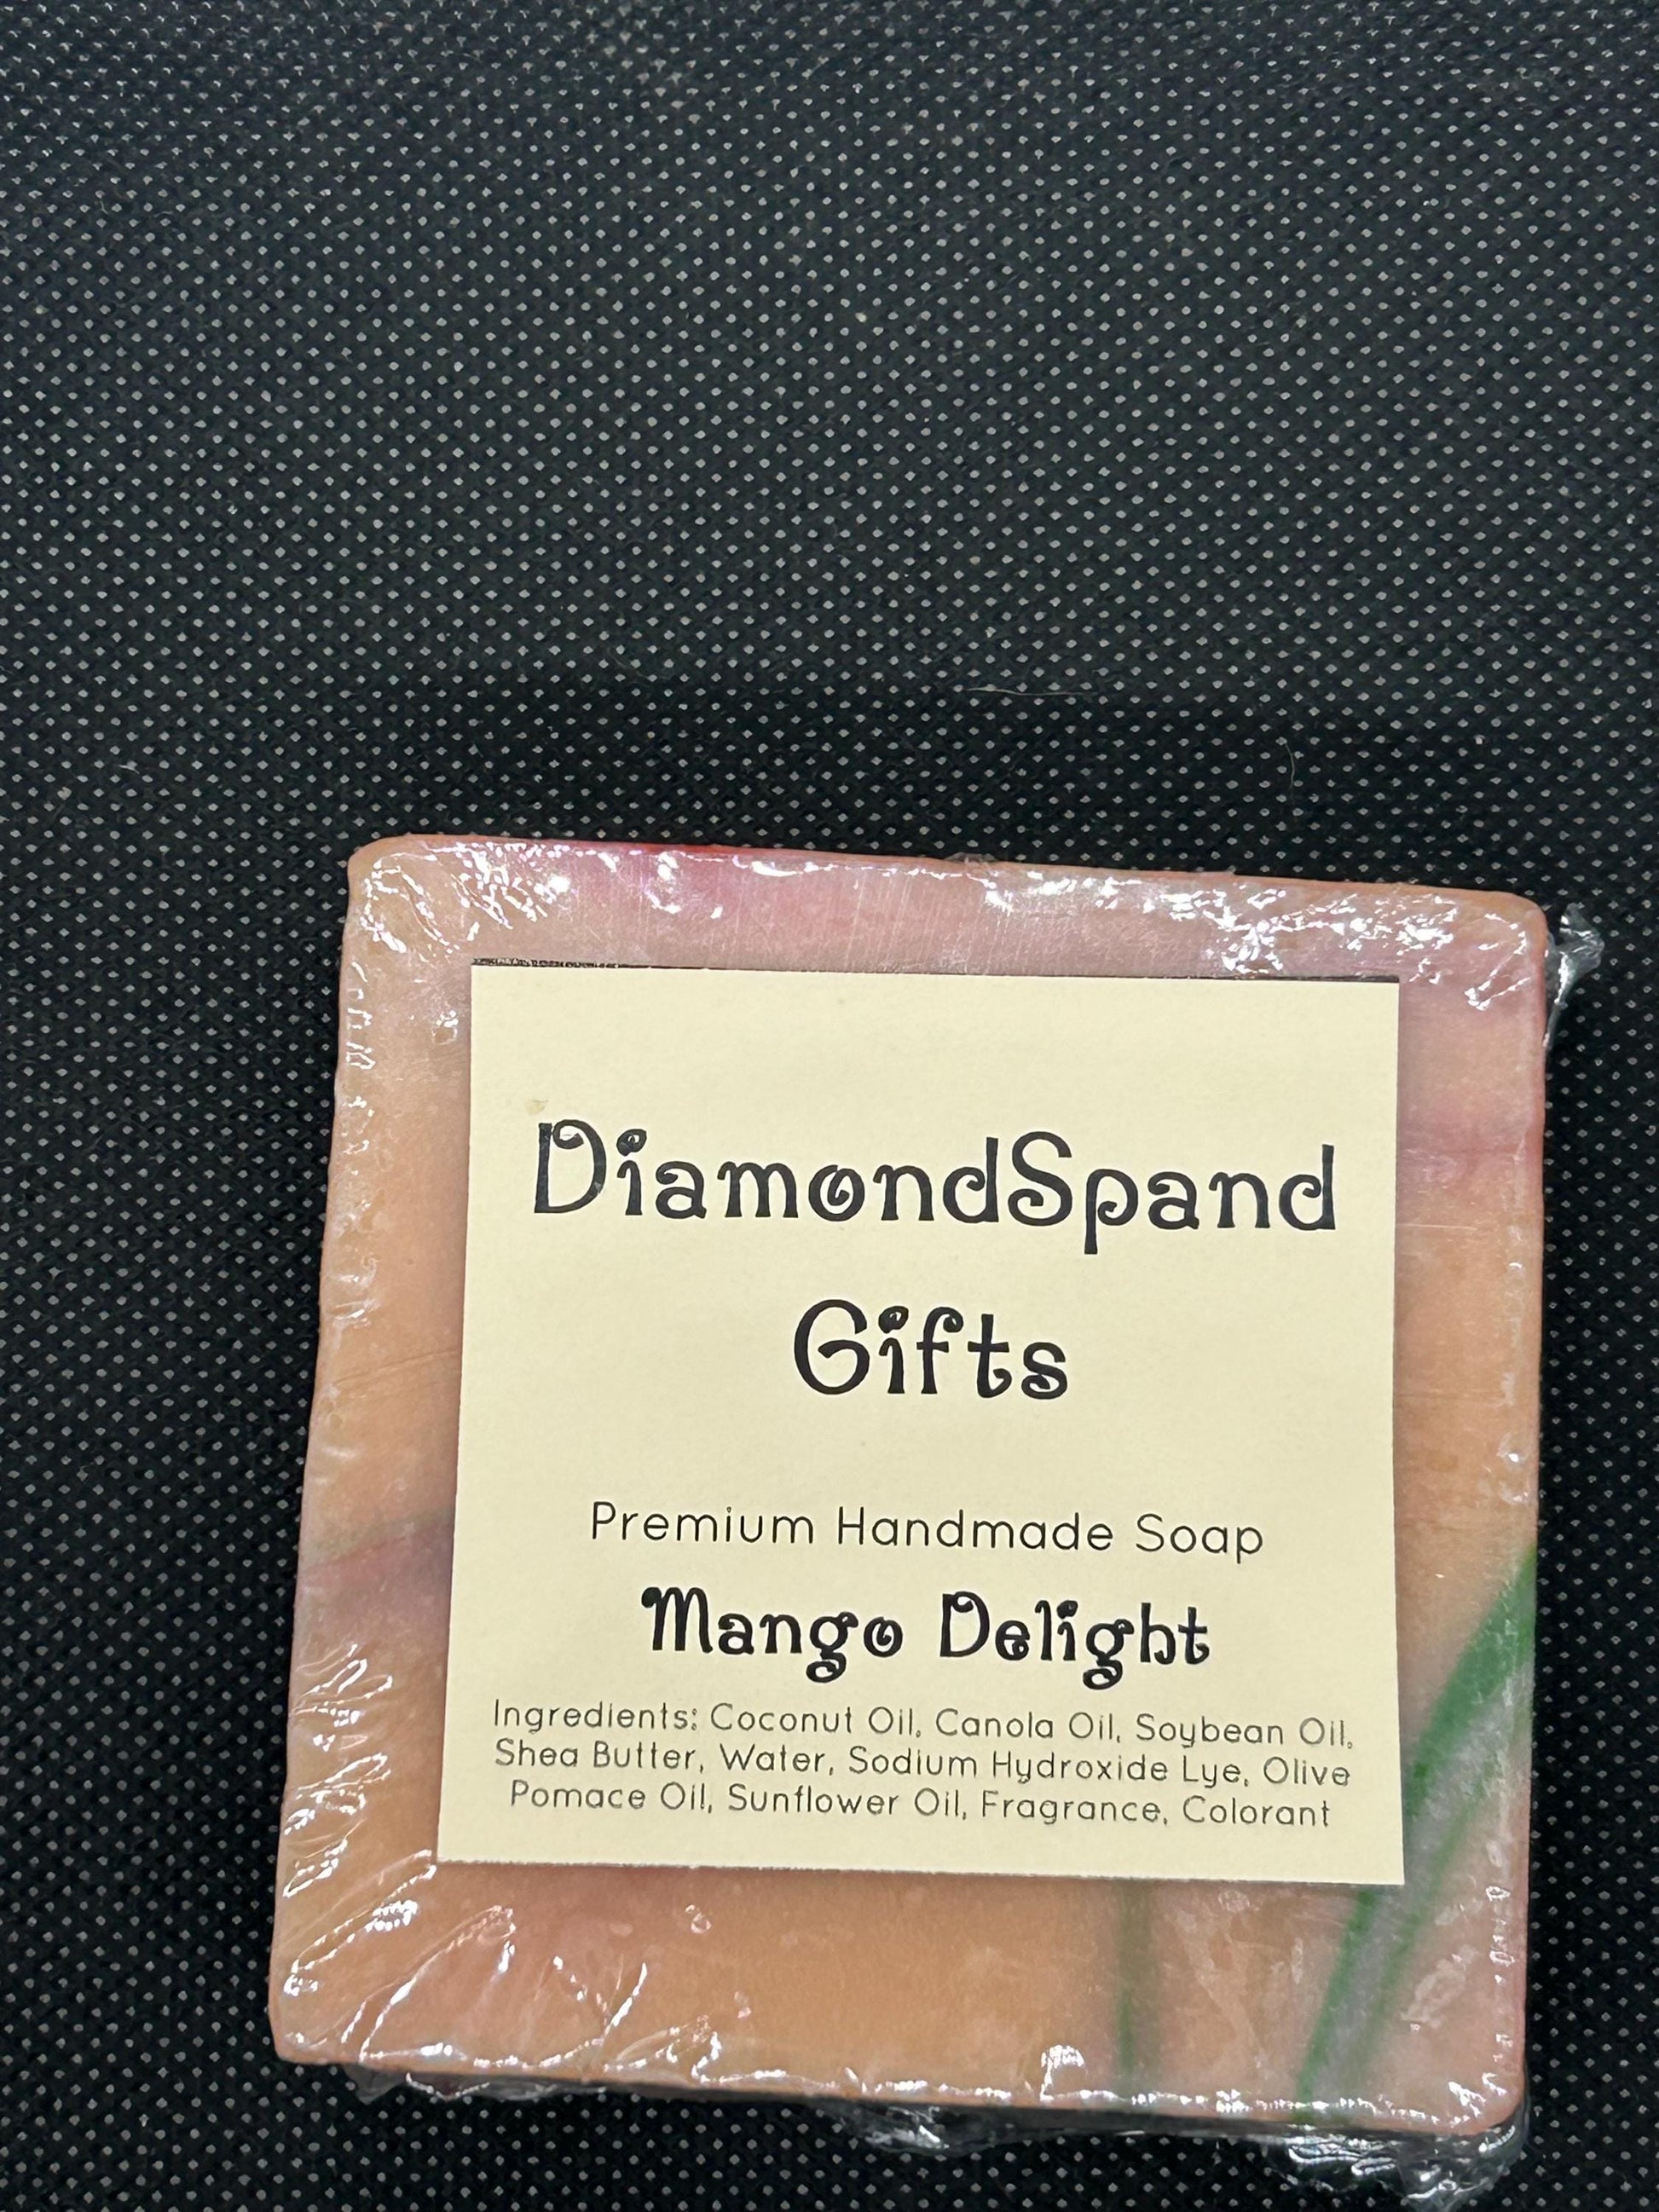 DiamondSpand
Gifts
Premium Handmade Soap
Mango Delight
Ingredients: Coconut Oil, Canola Oil, Soybean Oil,
Shea Butter, Water, Sodium Hydroxide Lye, Olive
Pomace Oil, Sunflower Oil, Fragrance, Colorant